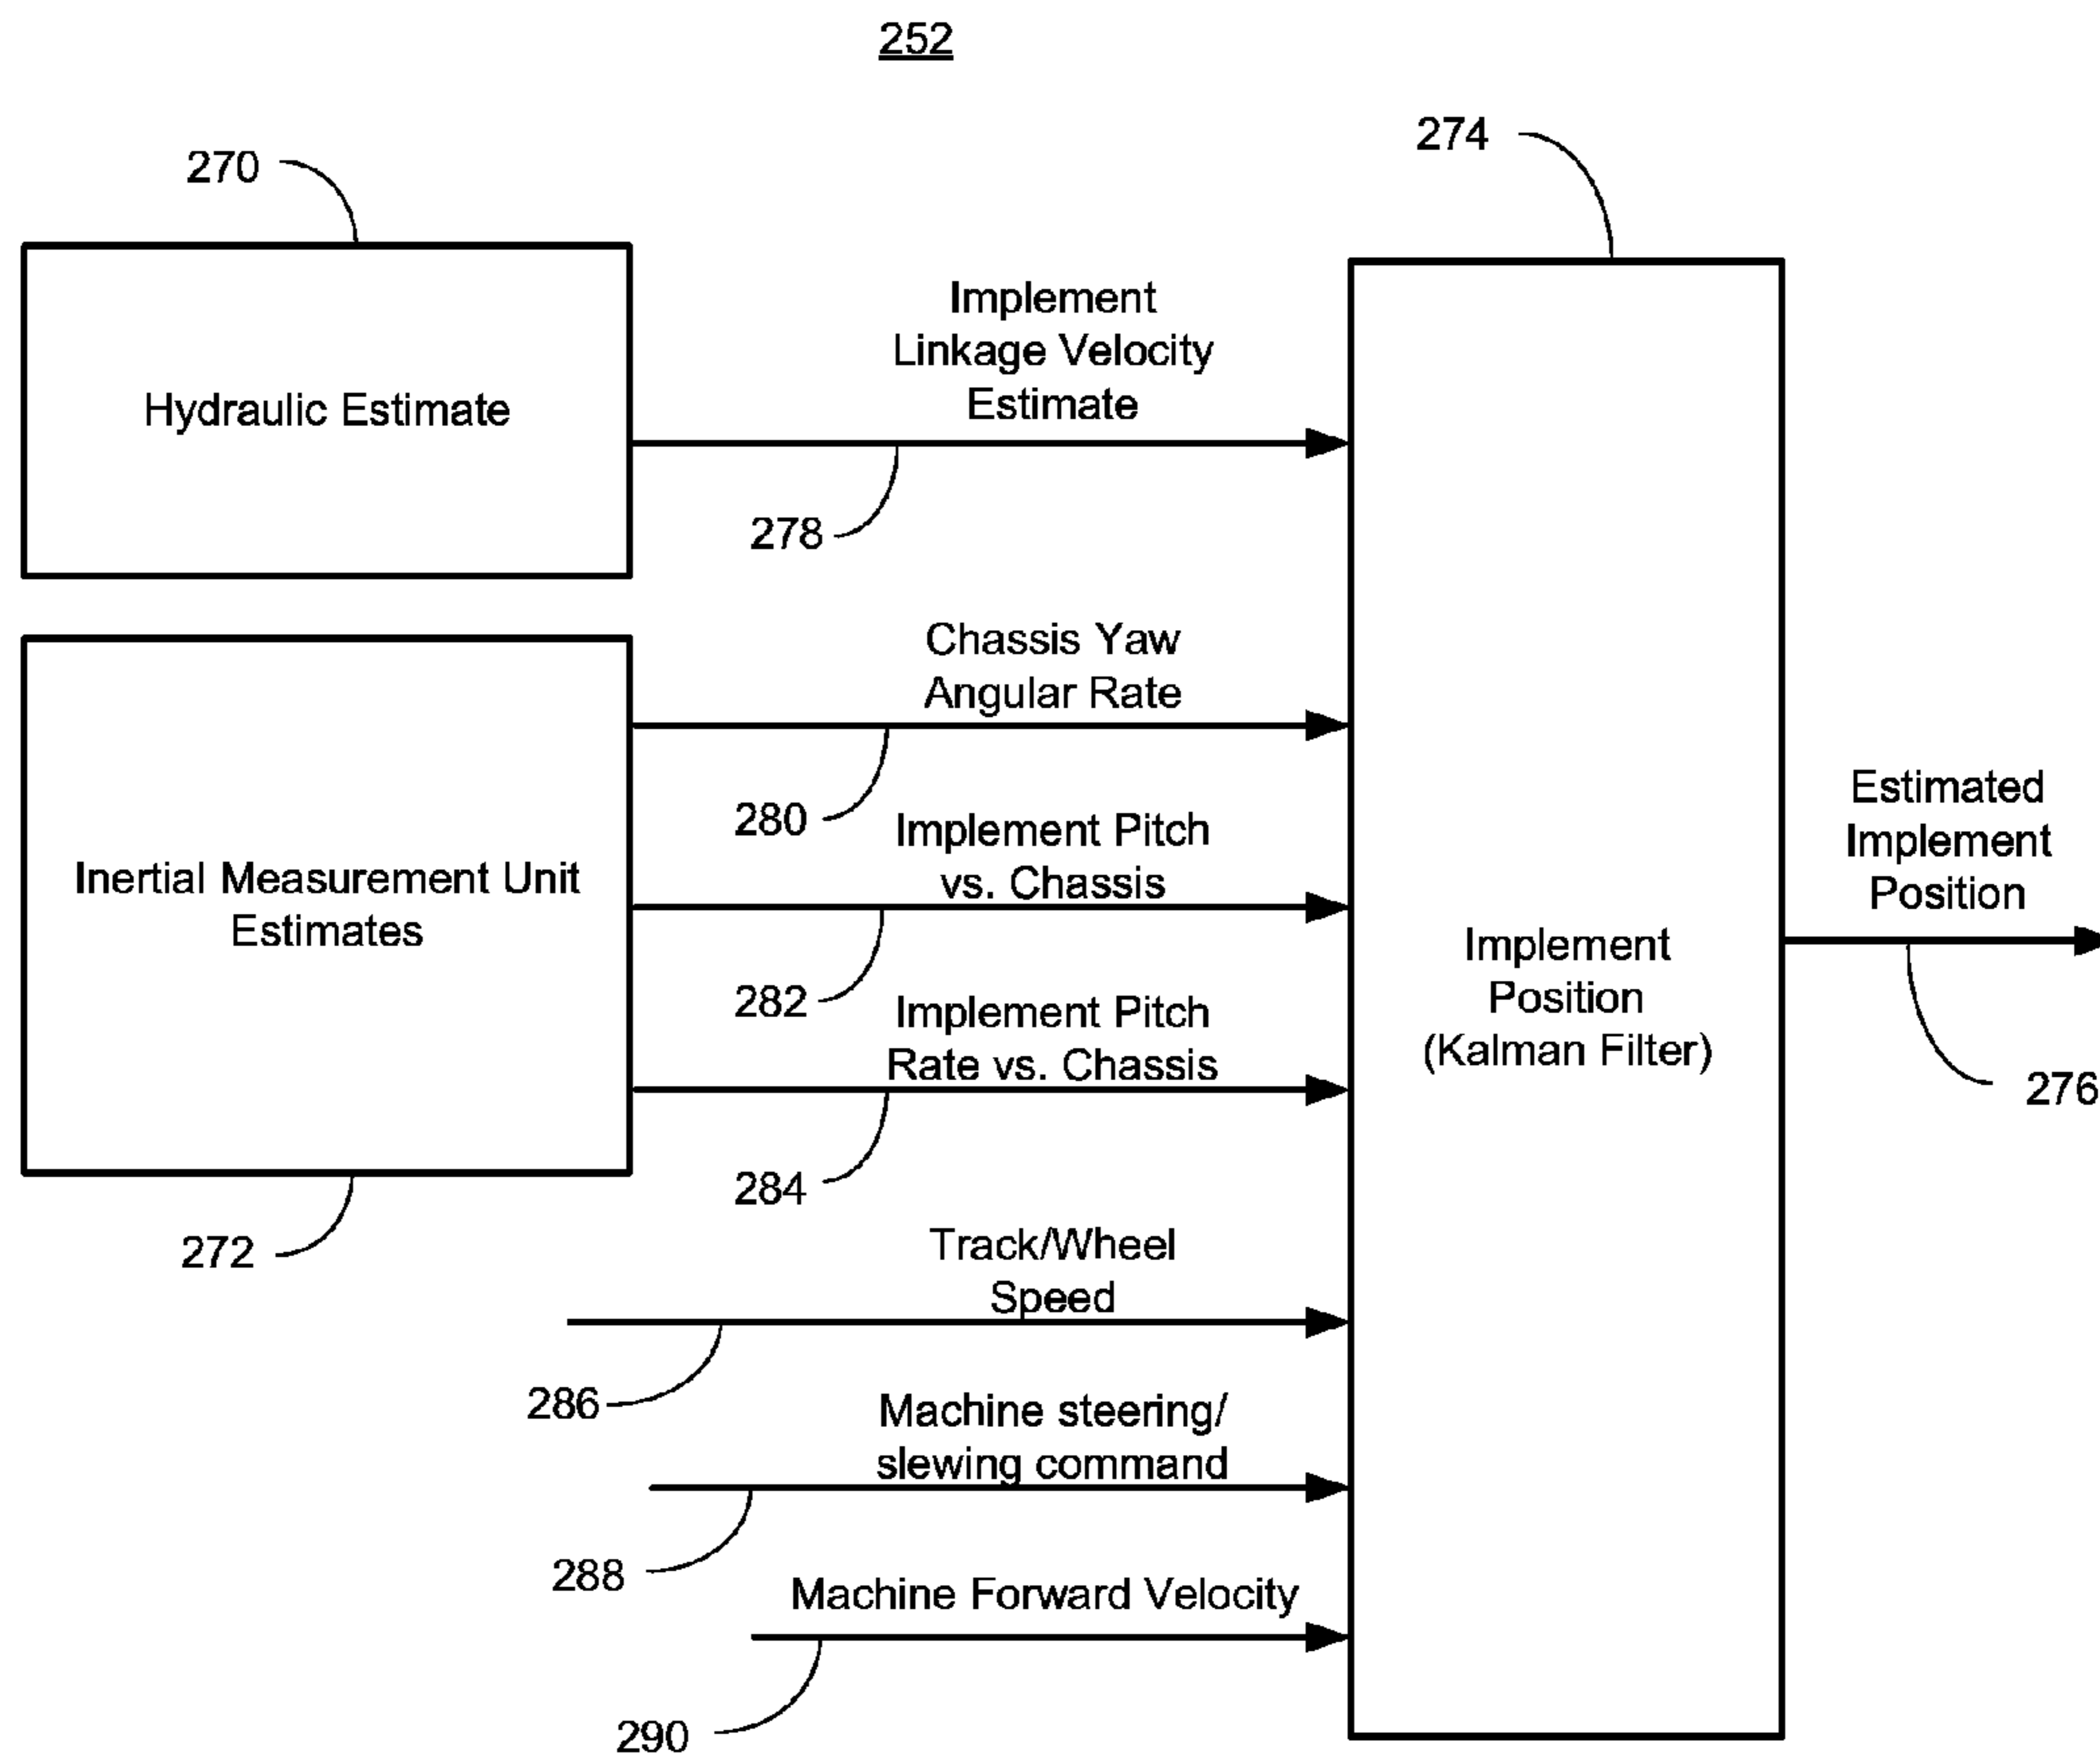 252
270
274
Hydraulic Estimate
Implement
Linkage Velocity
Estimate
278
Inertial Measurement Unit
Estimates
272
Chassis Yaw
Angular Rate
280
Implement Pitch
vs. Chassis
282
Implement Pitch
Rate vs. Chassis
284
Track/Wheel
Speed
286
Machine steering/
slewing command
288
Machine Forward Velocity
290
Implement
Position
(Kalman Filter)
Estimated
Implement
Position
276